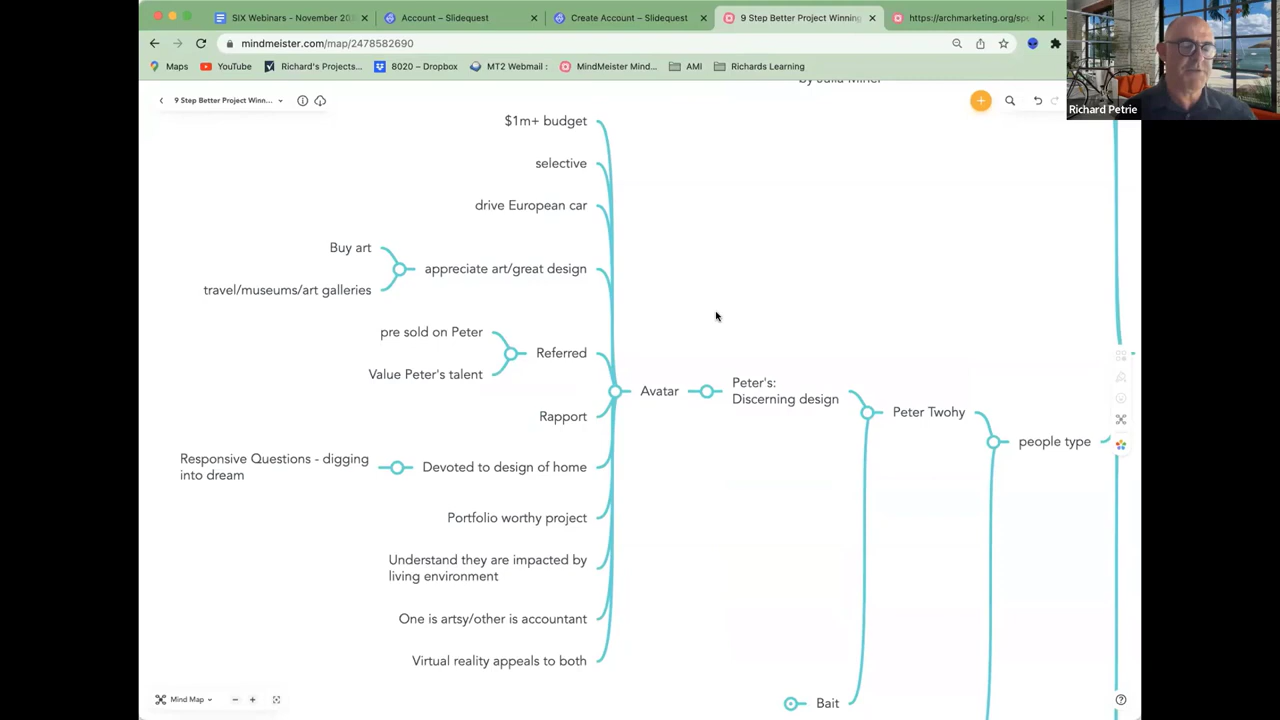 SIX Webinars - November 20
Account – Slidequest
Create Account – Slidequest
9 Step Better Project Winning
https://archmarketing.org/sp
mindmeister.com/map/2478582690
Maps
YouTube
Richard's Projects...
8020 – Dropbox
MT2 Webmail :
MindMeister Mind...
AMI
Richards Learning
Richard Petrie
by Julia Miner
9 Step Better Project Winn...
$1m+ budget
selective
drive European car
Buy art
appreciate art/great design
travel/museums/art galleries
pre sold on Peter
Referred
Value Peter's talent
Avatar
Peter's:
Discerning design
Peter Twohy
Rapport
people type
Responsive Questions - digging
into dream
Devoted to design of home
Portfolio worthy project
Understand they are impacted by
living environment
One is artsy/other is accountant
Virtual reality appeals to both
Bait
Mind Map